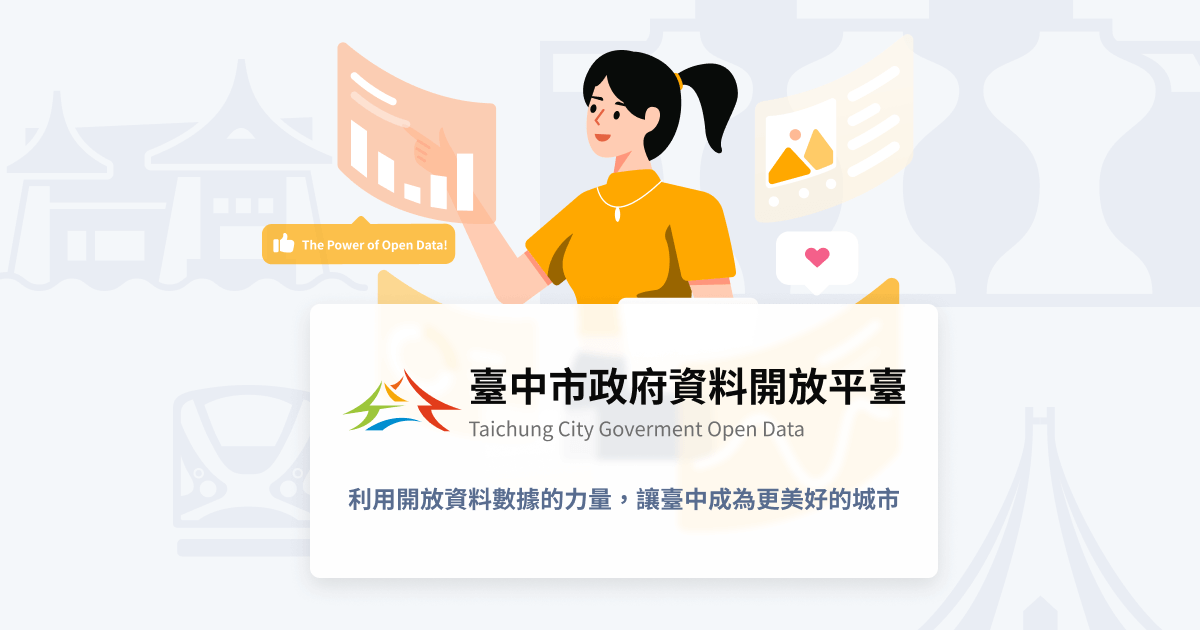 The Power of Open Data!
臺中市政府資料開放平臺
Taichung City Goverment Open Data
利用開放資料數據的力量，讓臺中成為更美好的城市